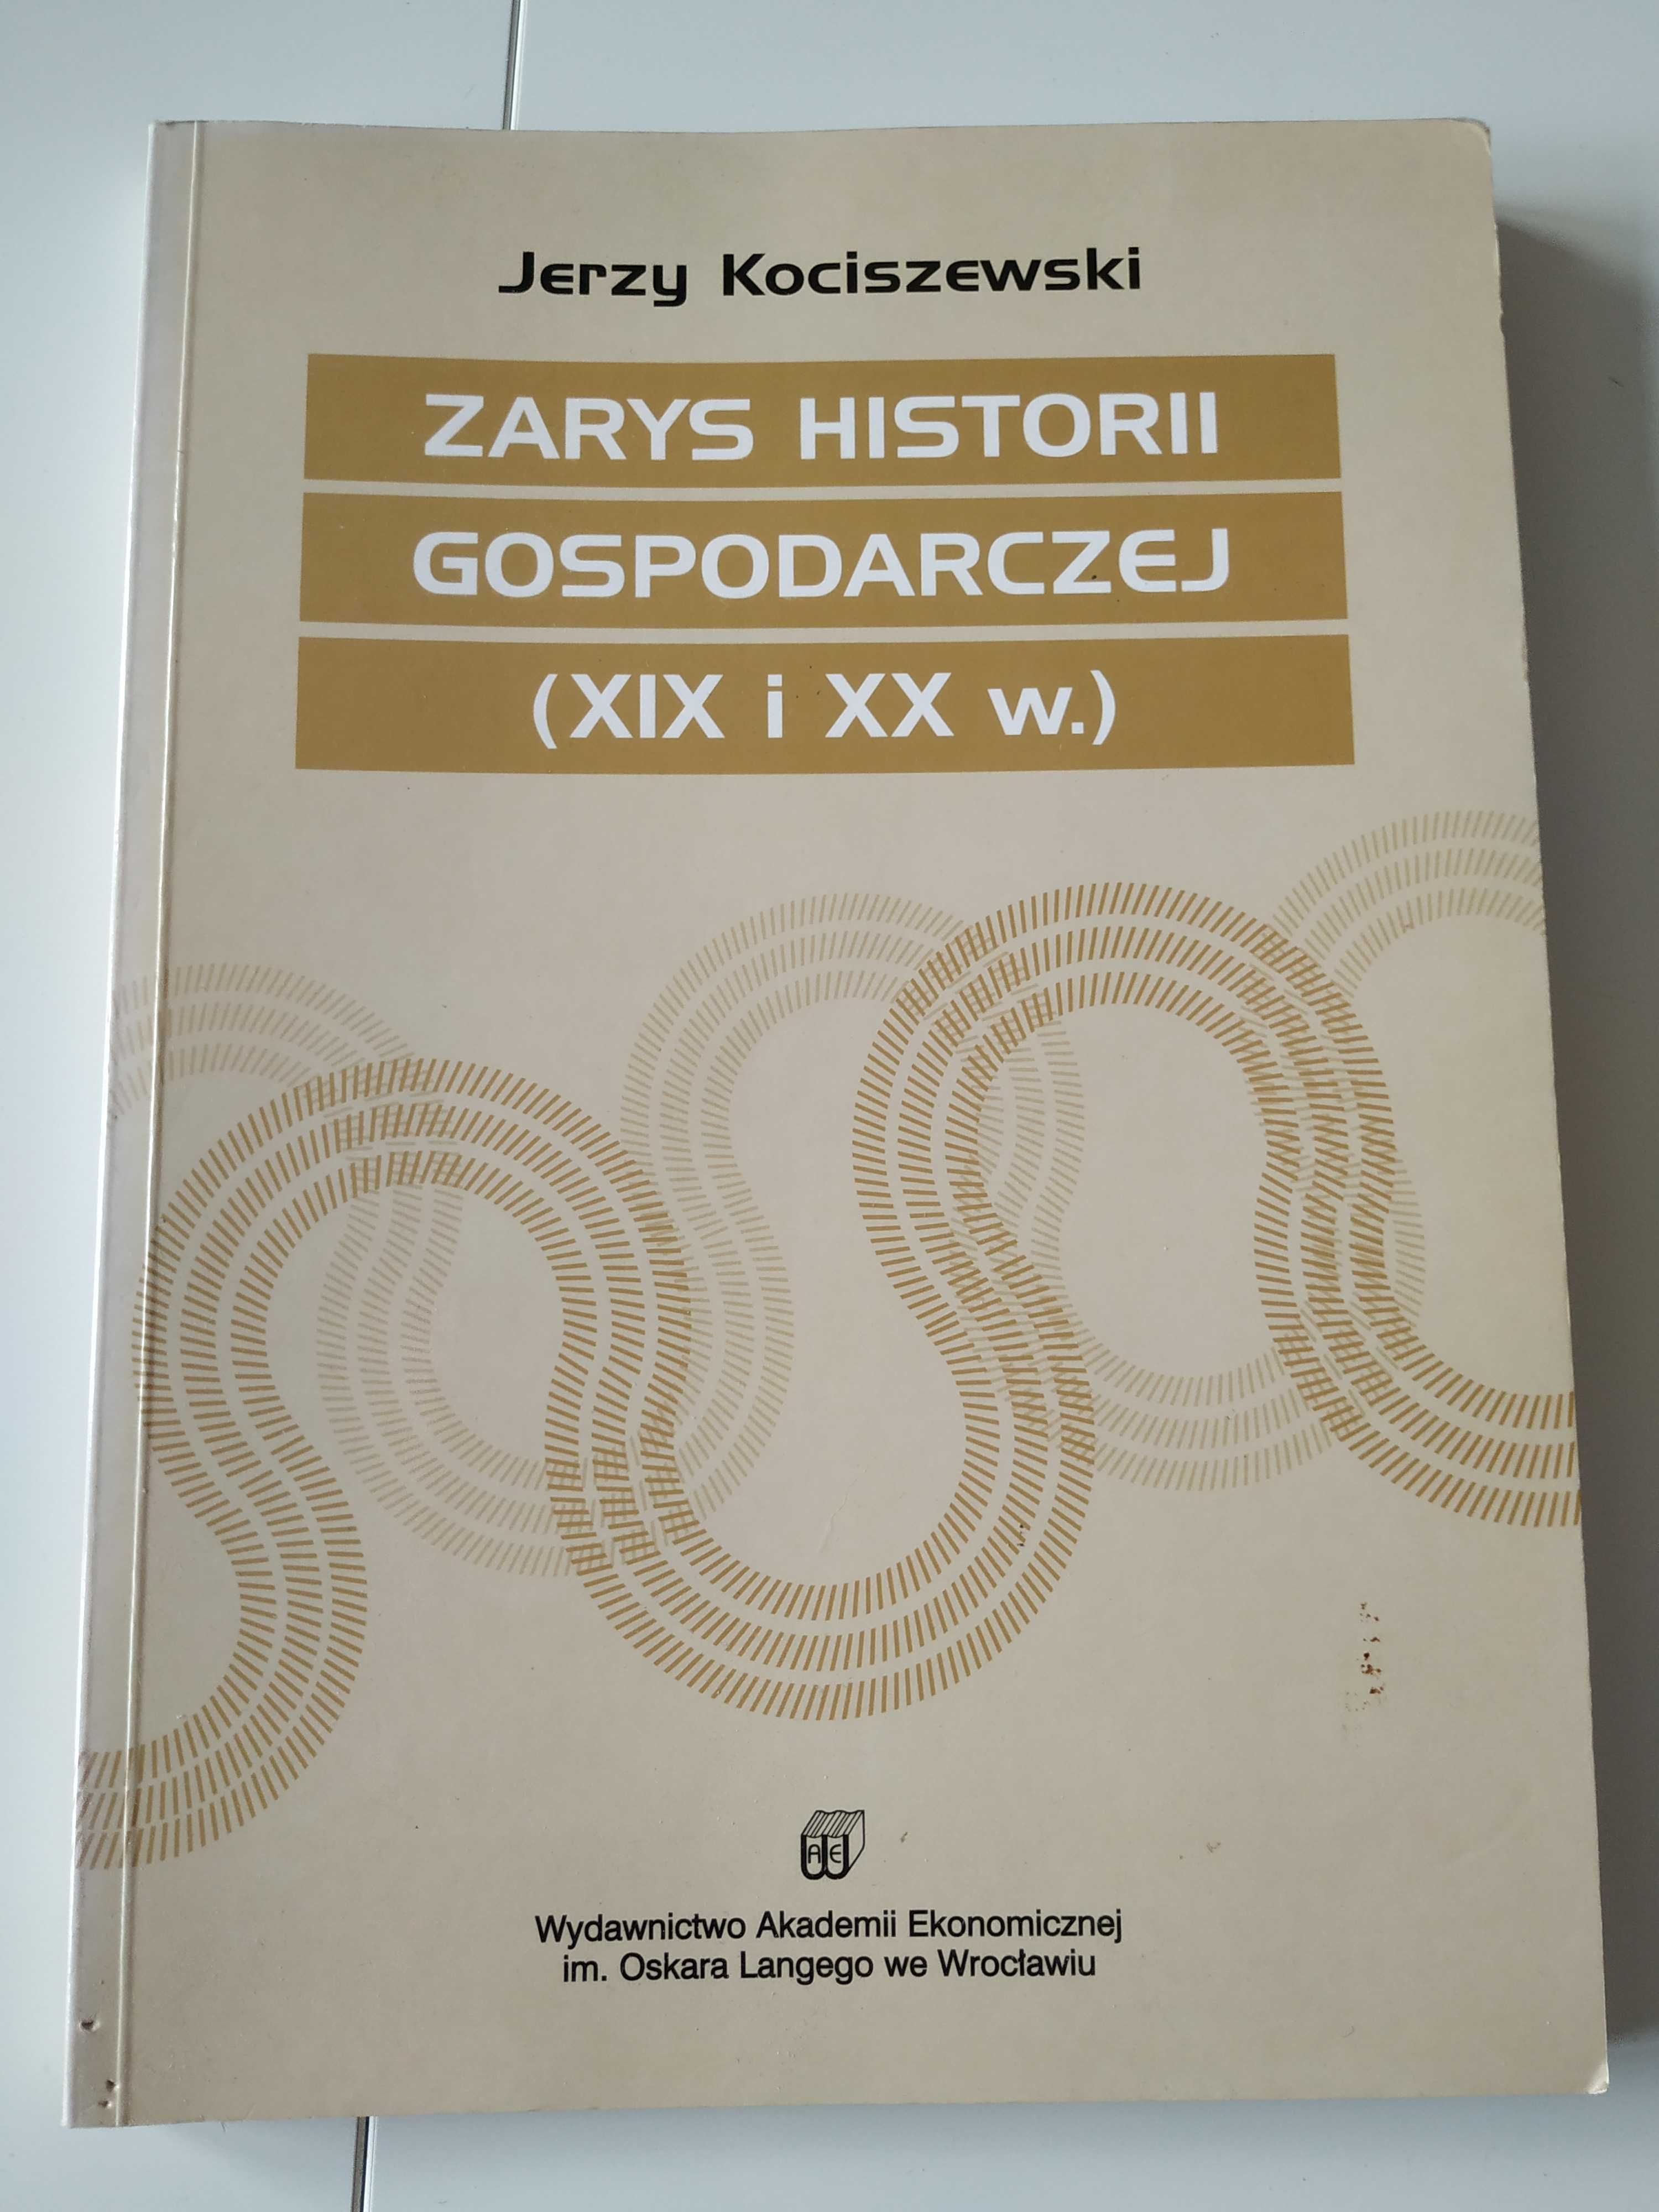 Jerzy Kociszewski
ZARYS HISTORII
GOSPODARCZEJ
(XIX i XX w.)
AE
Wydawnictwo Akademii Ekonomicznej
im. Oskara Langego we Wrocławiu